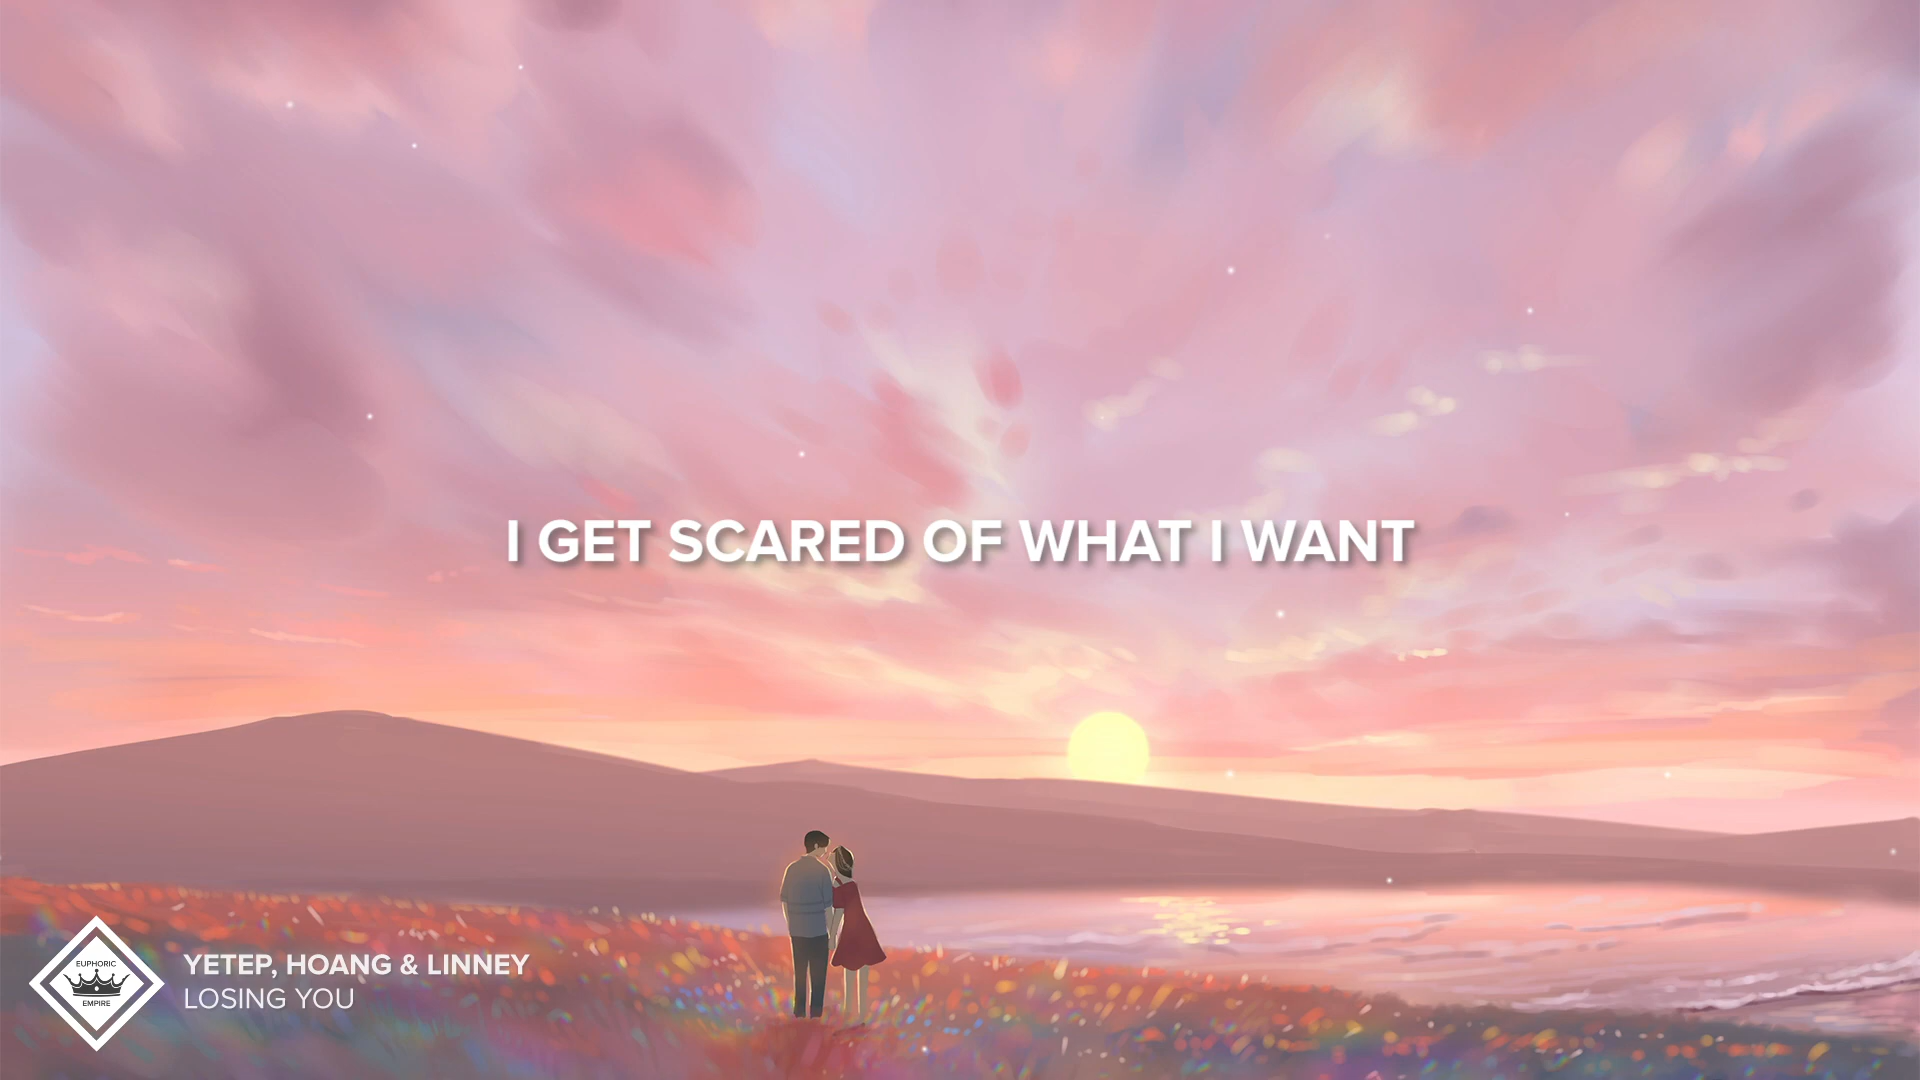 I GET SCARED OF WHAT I WANT
EUPHORIC
EMPIRE
YETEP, HOANG & LINNEY
LOSING YOU